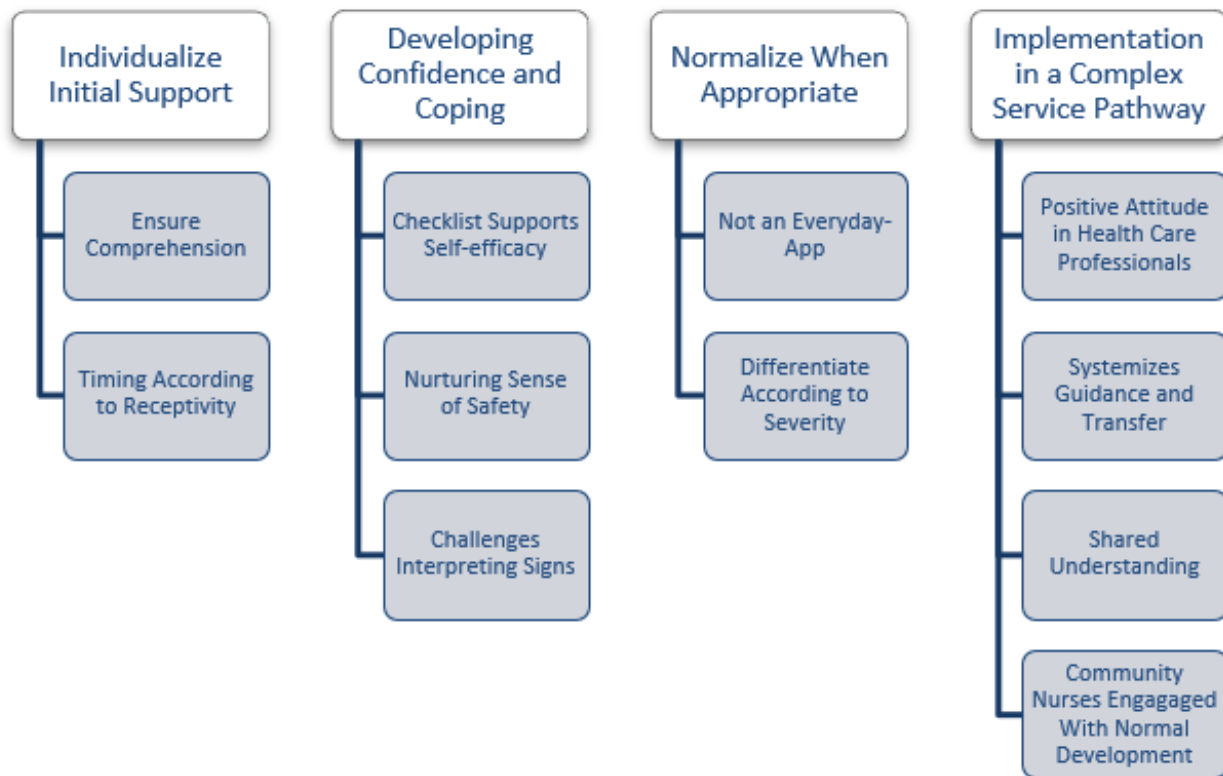 Individualize
Initial Support
Ensure
Comprehension
Timing According
to Receptivity
Developing
Confidence and
Coping
Checklist Supports
Self-efficacy
Nurturing Sense
of Safety
Challenges
Interpreting Signs
Normalize When
Appropriate
Not an Everyday-
App
Differentiate
According to
Severity
Implementation
in a Complex
Service Pathway
Positive Attitude
in Health Care
Professionals
Systemizes
Guidance and
Transfer
Shared
Understanding
Community
Nurses Engagaged
With Normal
Development